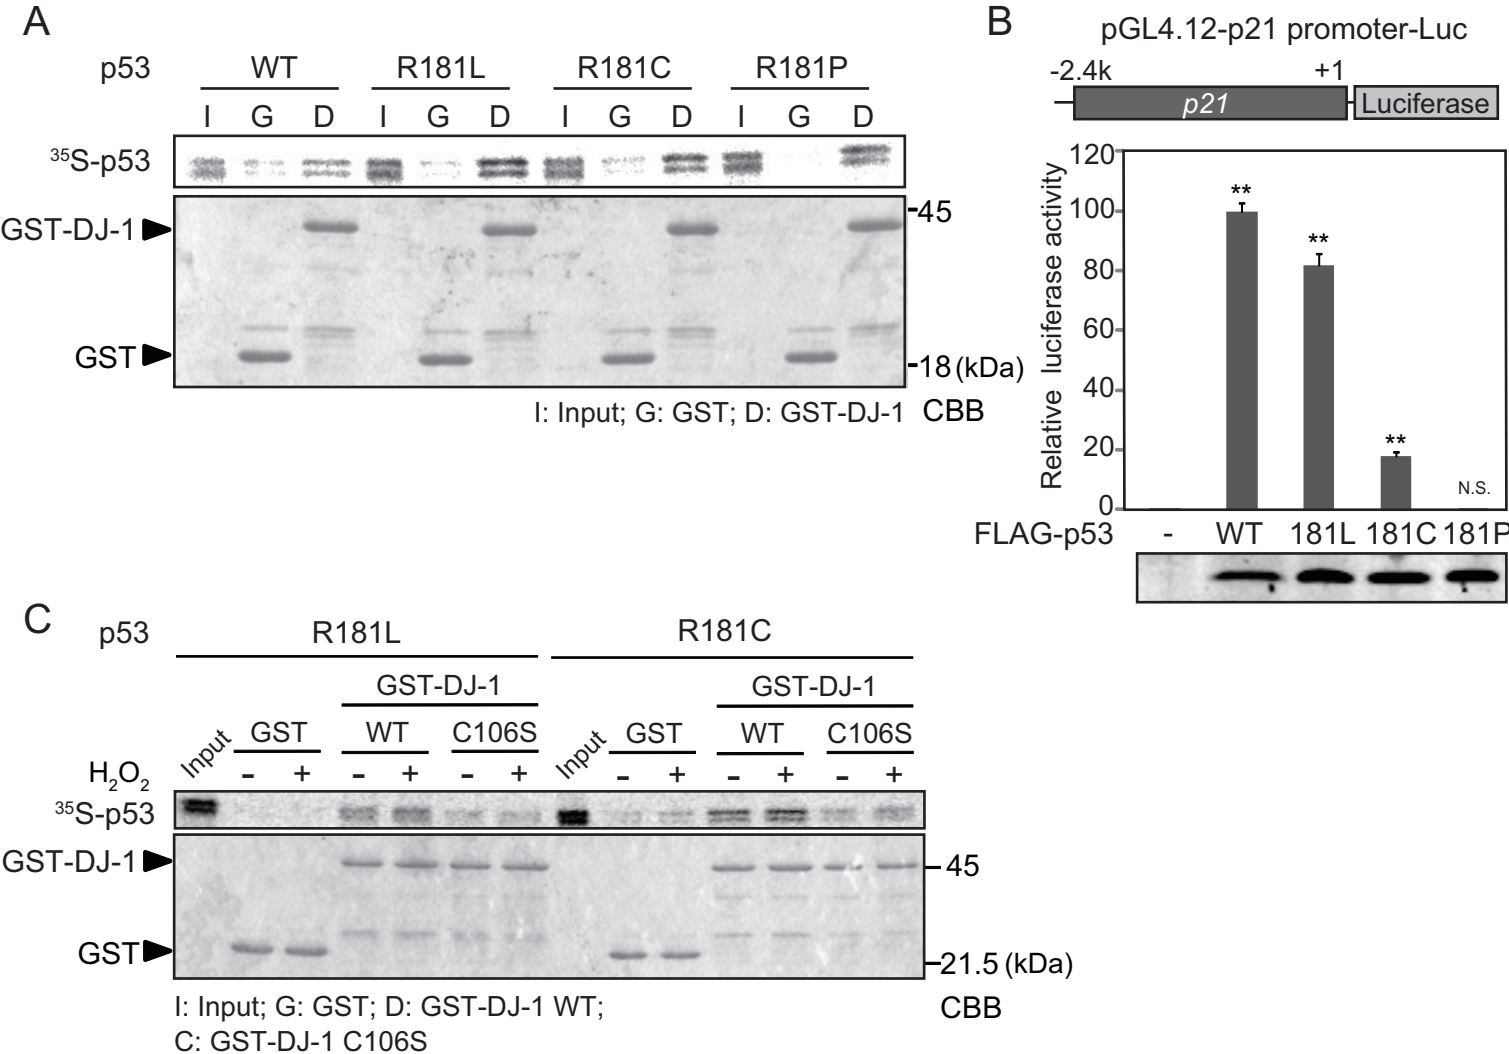 A
p53 WT R181L R181C R181P
I G D I G D I G D I G D
35S-p53
GST-DJ-1
45
GST
18 (kDa)
I: Input; G: GST; D: GST-DJ-1 CBB
B
pGL4.12-p21 promoter-Luc
-2.4k +1
p21 Luciferase
Relative luciferase activity
120
100
80
60
40
20
0
** ** ** N.S.
FLAG-p53 - WT 181L 181C 181P
C
p53 R181L R181C
GST-DJ-1 GST-DJ-1
Input GST WT C106S Input GST WT C106S
H2O2 - + - + - + - + - + - +
35S-p53
GST-DJ-1
45
GST
21.5 (kDa)
I: Input; G: GST; D: GST-DJ-1 WT; CBB
C: GST-DJ-1 C106S